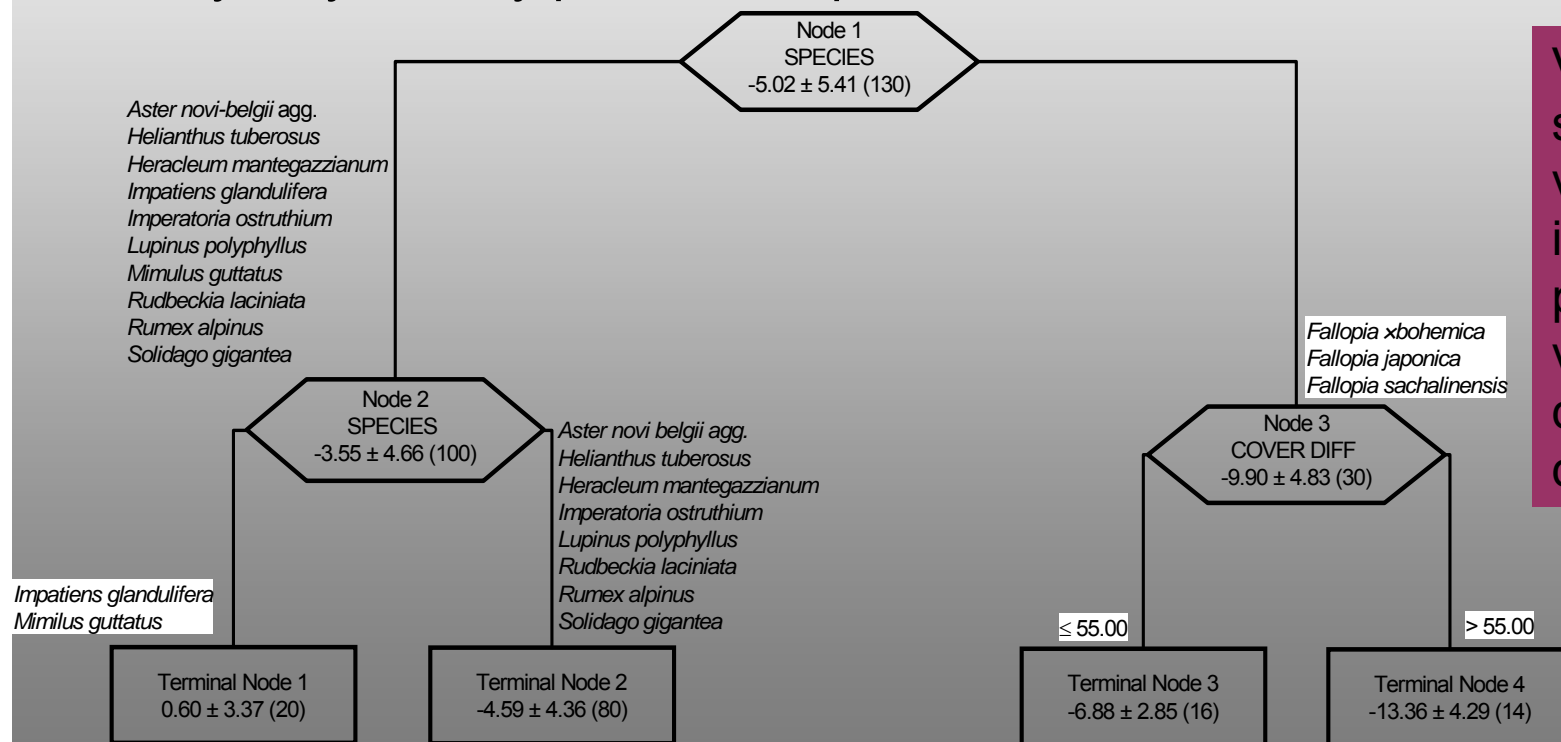 Node 1
SPECIES
-5.02 ± 5.41 (130)
Aster novi-belgii agg.
Helianthus tuberosus
Heracleum mantegazzianum
Impatiens glandulifera
Imperatoria ostruthium
Lupinus polyphyllus
Mimulus guttatus
Rudbeckia laciniata
Rumex alpinus
Solidago gigantea
Fallopia ×bohemica
Fallopia japonica
Fallopia sachalinensis
Node 2
SPECIES
-3.55 ± 4.66 (100)
Node 3
COVER DIFF
-9.90 ± 4.83 (30)
Aster novi belgii agg.
Helianthus tuberosus
Heracleum mantegazzianum
Imperatoria ostruthium
Lupinus polyphyllus
Rudbeckia laciniata
Rumex alpinus
Solidago gigantea
Impatiens glandulifera
Mimilus guttatus
≤ 55.00
> 55.00
Terminal Node 1
0.60 ± 3.37 (20)
Terminal Node 2
-4.59 ± 4.36 (80)
Terminal Node 3
-6.88 ± 2.85 (16)
Terminal Node 4
-13.36 ± 4.29 (14)